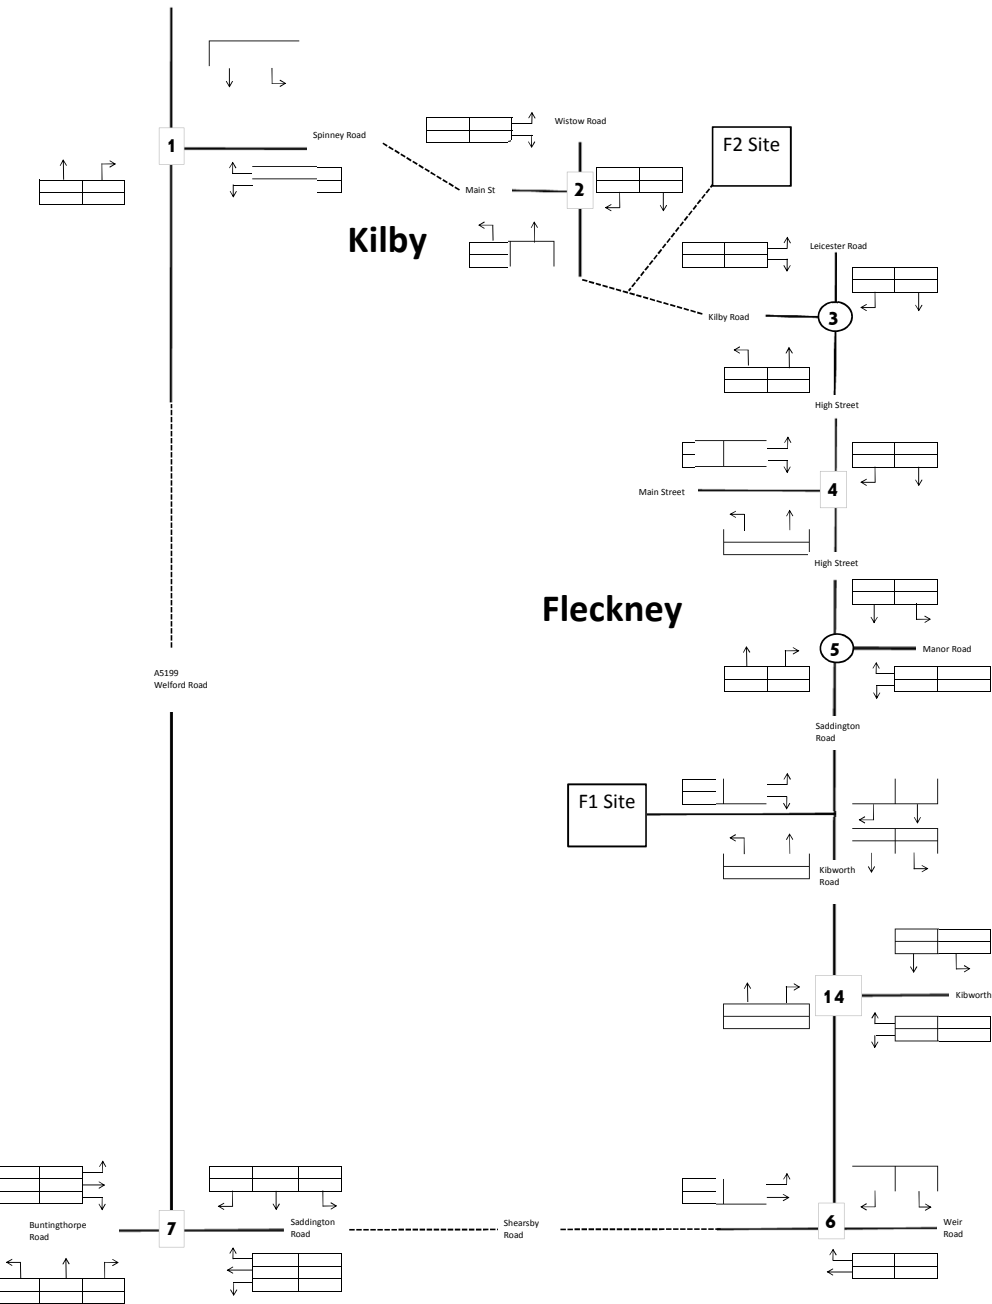 1
Spinney Road
Wistow Road
F2 Site
Main St
2
Kilby
Leicester Road
Kilby Road
3
High Street
Main Street
4
High Street
Fleckney
5
Manor Road
A5199
Welford Road
Saddington
Road
F1 Site
Kibworth
Road
14
Kibworth
Buntingthorpe
Road
7
Saddington
Road
Shearsby
Road
6
Weir
Road